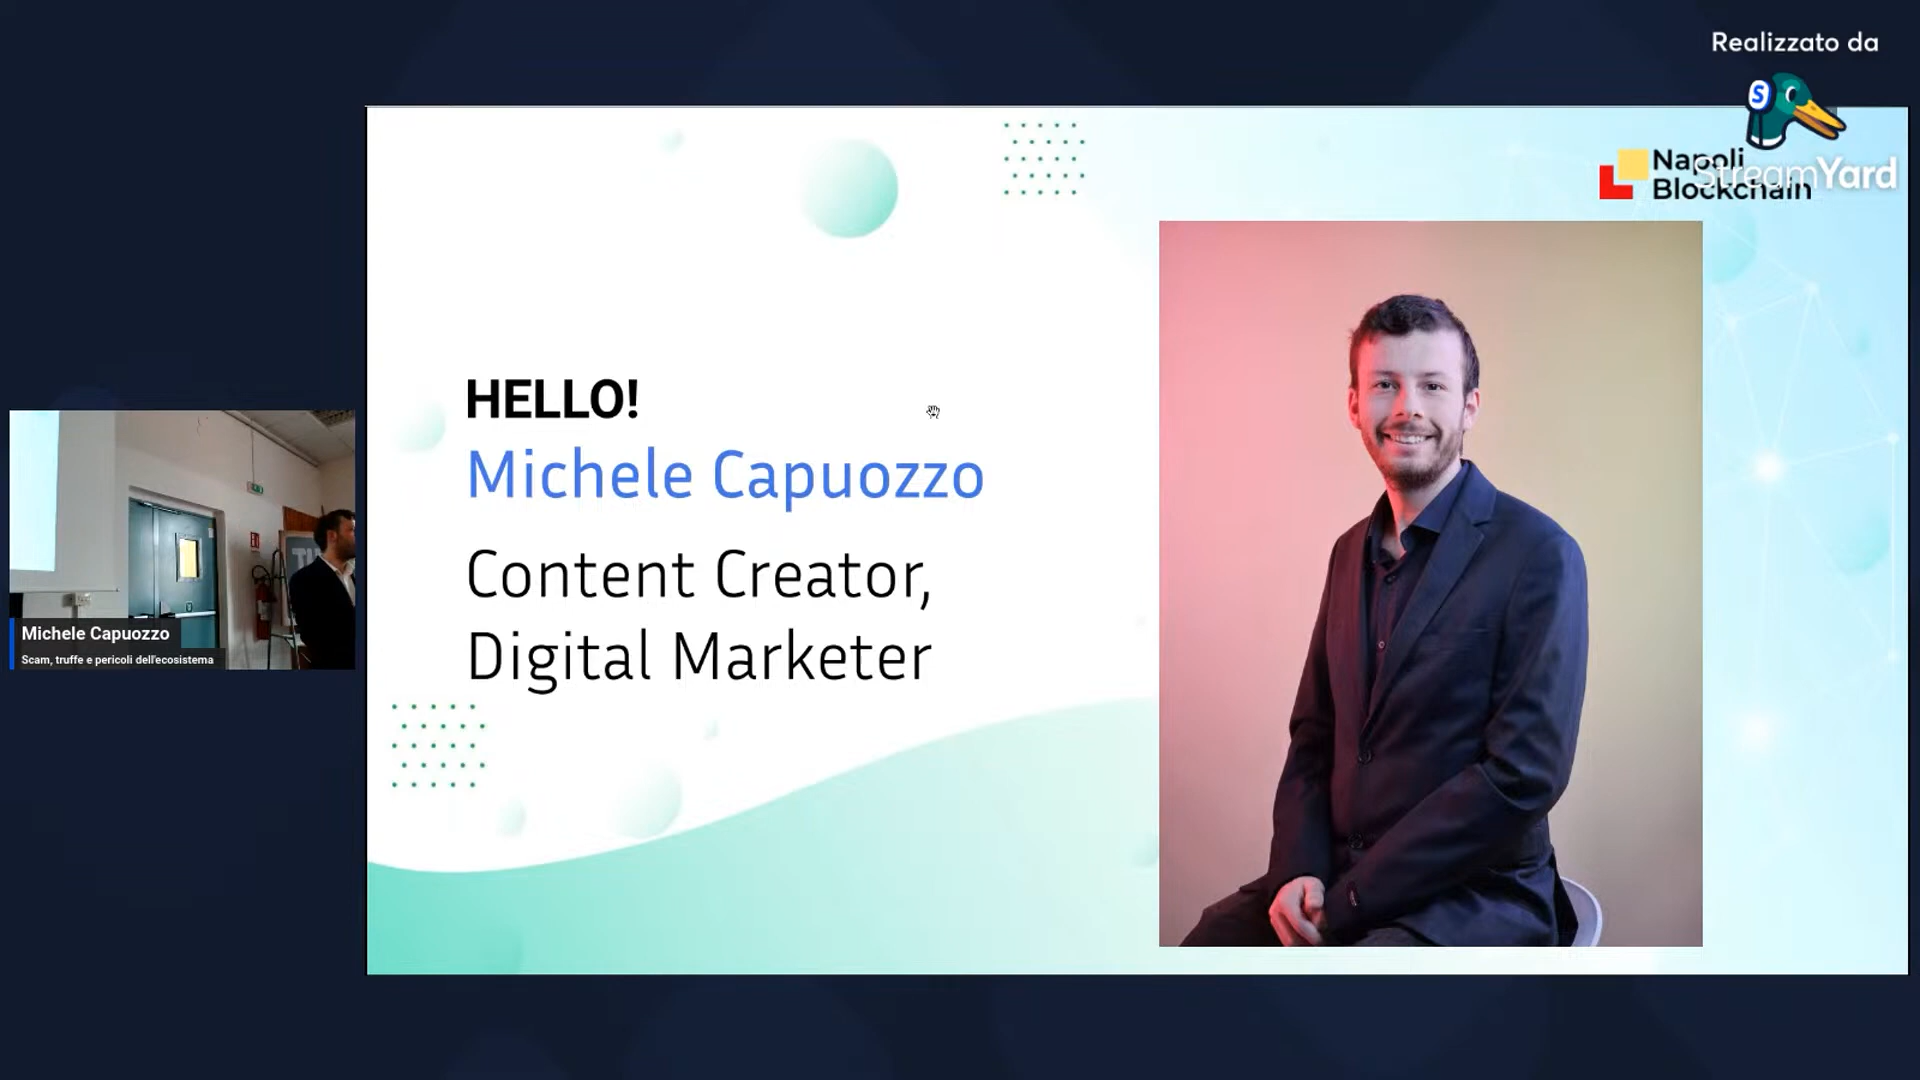 Realizzato da
StreamYard
Napoli
Blockchain
HELLO!
Michele Capuozzo
Content Creator,
Digital Marketer
Michele Capuozzo
Scam, truffe e pericoli dell'ecosistema